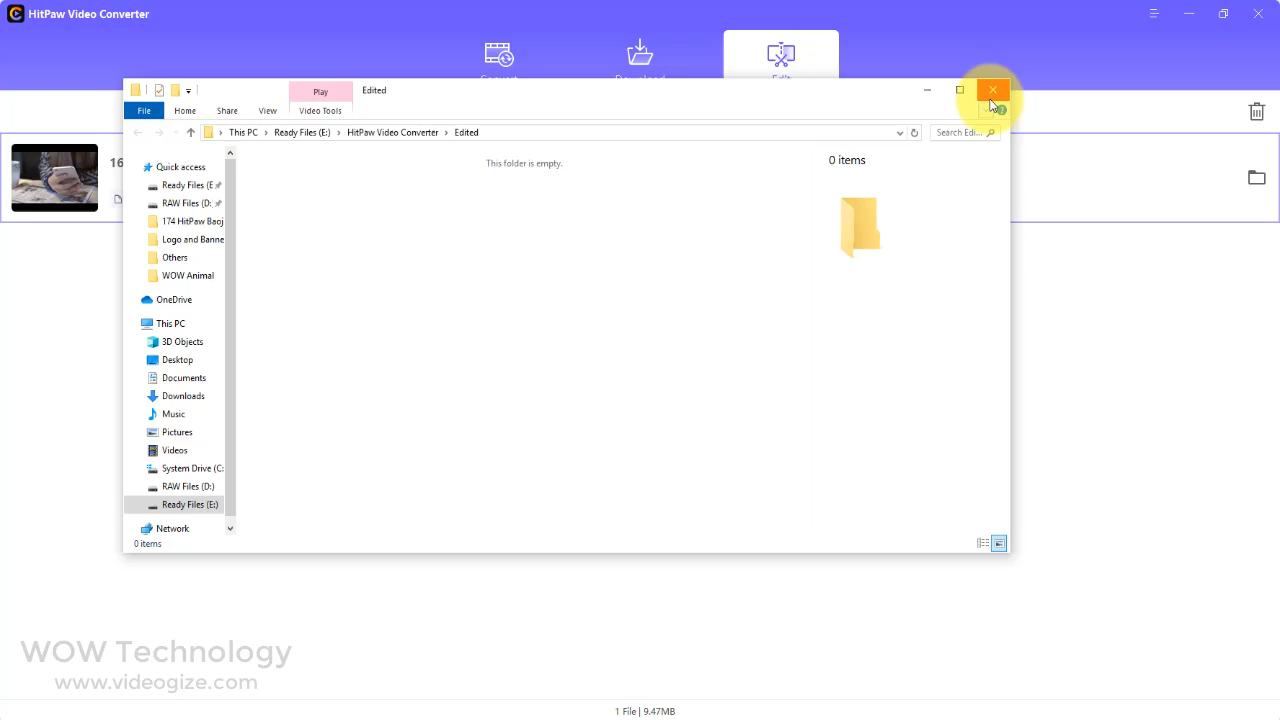 HitPaw Video Converter
Edit
Play
Edited
File
Home
Share
View
Video Tools
This PC
Ready Files (E:)
HitPaw Video Converter
Edited
Search Edi...
16
Quick access
Ready Files (E
RAW Files (D:
174 HitPaw Baoj
Logo and Banne
Others
WOW Animal
OneDrive
This PC
3D Objects
Desktop
Documents
Downloads
Music
Pictures
Videos
System Drive (C:
RAW Files (D:)
Ready Files (E:)
Network
0 items
This folder is empty.
0 items
WOW Technology
www.videogize.com
1 File | 9.47MB